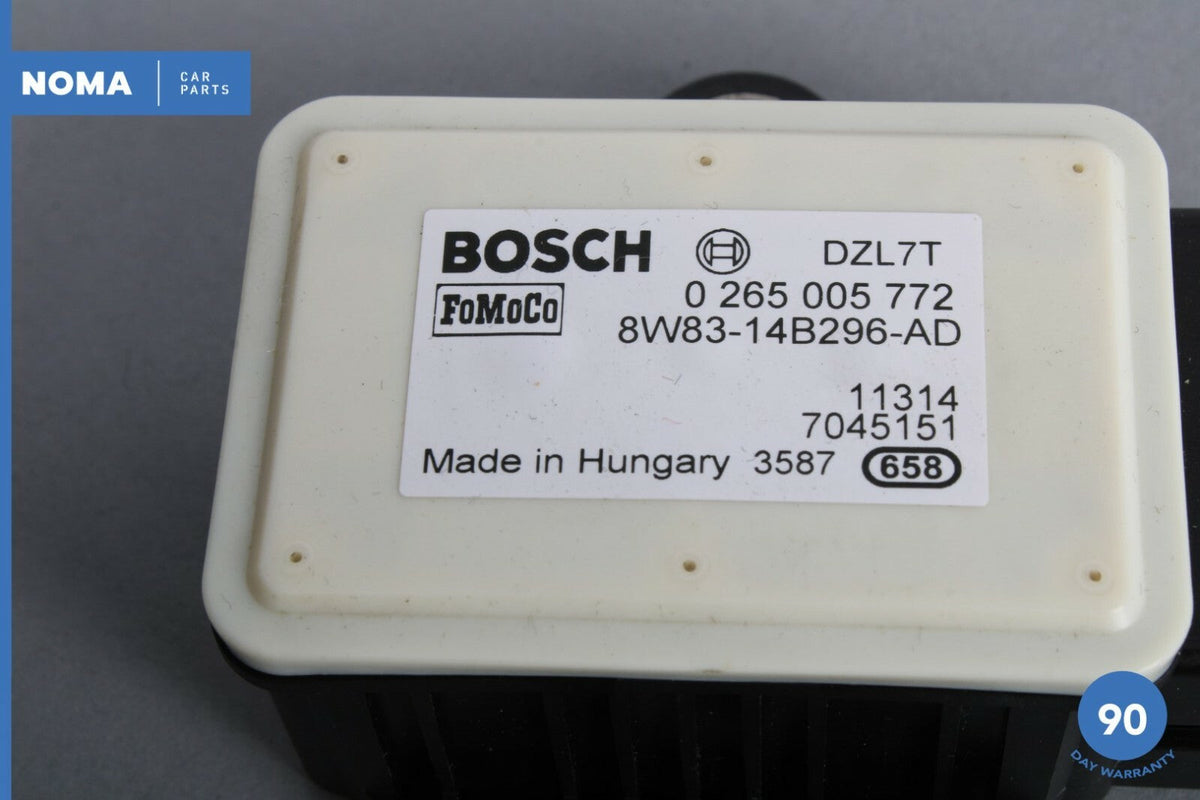 NOMA
CAR
PARTS
BOSCH DZL7T
FoMoCo 0 265 005 772
8W83-14B296-AD
11314
7045151
Made in Hungary 3587 658
90
DAY WARRANTY